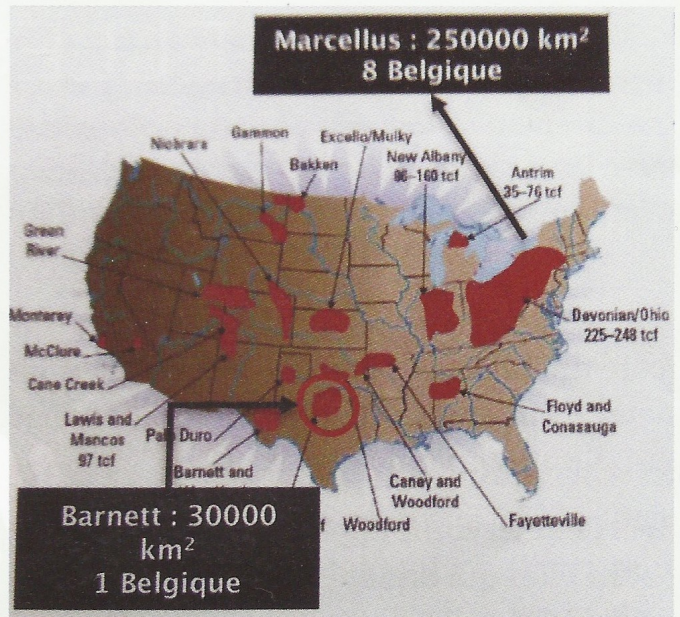 Marcellus : 250000 km²
8 Belgique
Gammon
Excello/Mulky
Niobrara
Bakken
New Albany
86–160 tcf
Antrim
35–76 tcf
Green
River
Monterey
McClure
Cane Creek
Devonian/Ohio
225–248 tcf
Lewis and
Mancos
97 tcf
Palo Duro
Floyd and
Conasauga
Barnett and
Caney and
Woodford
Fayetteville
f
Woodford
Barnett : 30000
km²
1 Belgique